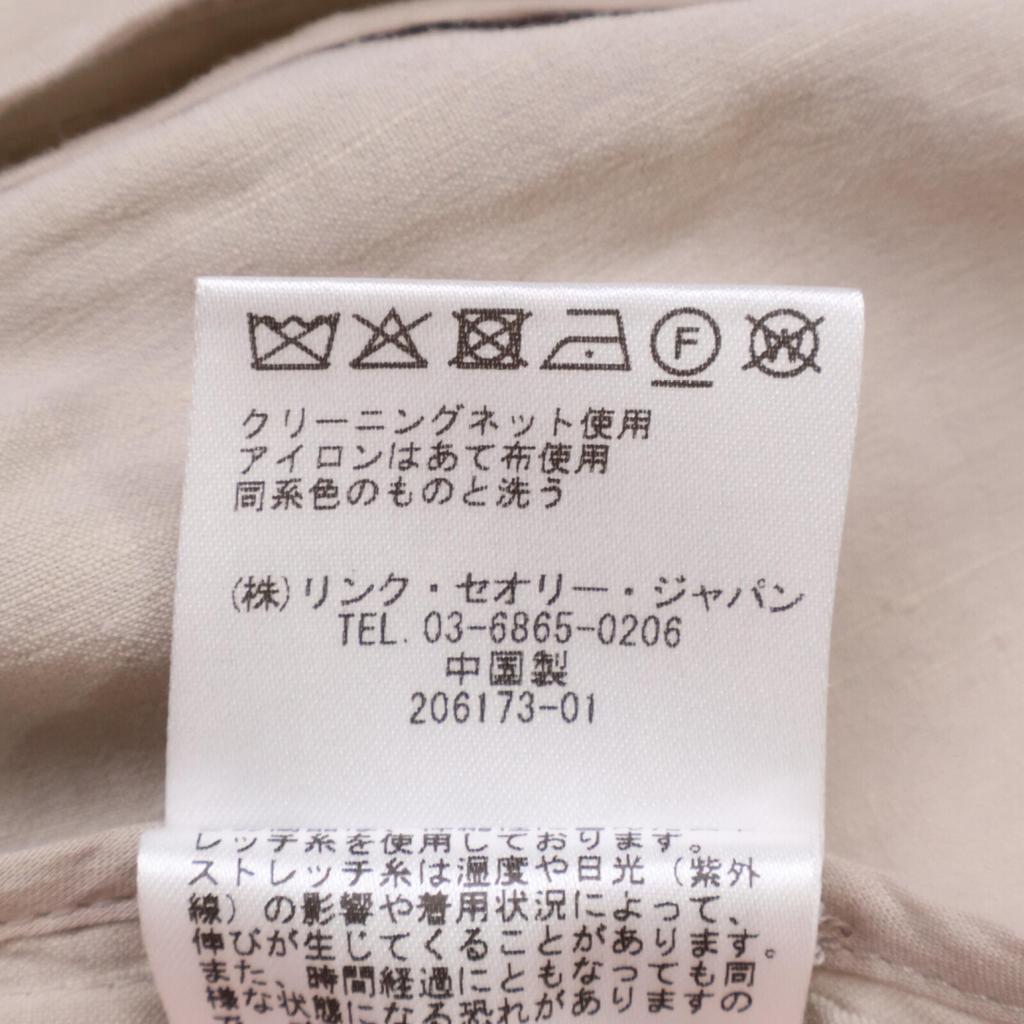 F W
クリーニングネット使用
アイロンはあて布使用
同系色のものと洗う
(株)リンク・セオリー・ジャパン
TEL. 03-6865-0206
中国製
206173-01
レッチ糸を使用しております。
ストレッチ糸は湿度や日光(紫外
線)の影響や着用状況によって、
伸びが生じてくることがあります。
また、時間経過にともなっても同
様な状態になる恐れがありますの
で